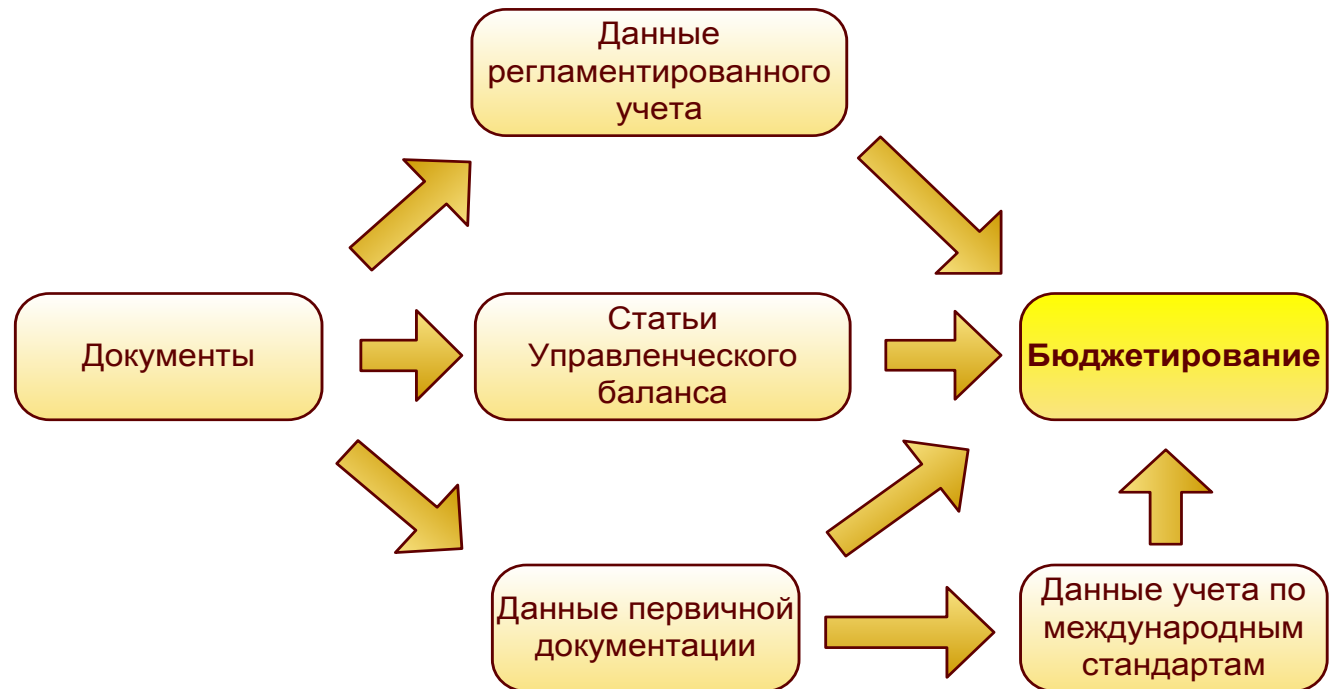 Данные
регламентированного
учета
Документы
Статьи
Управленческого
баланса
Бюджетирование
Данные первичной
документации
Данные учета по
международным
стандартам